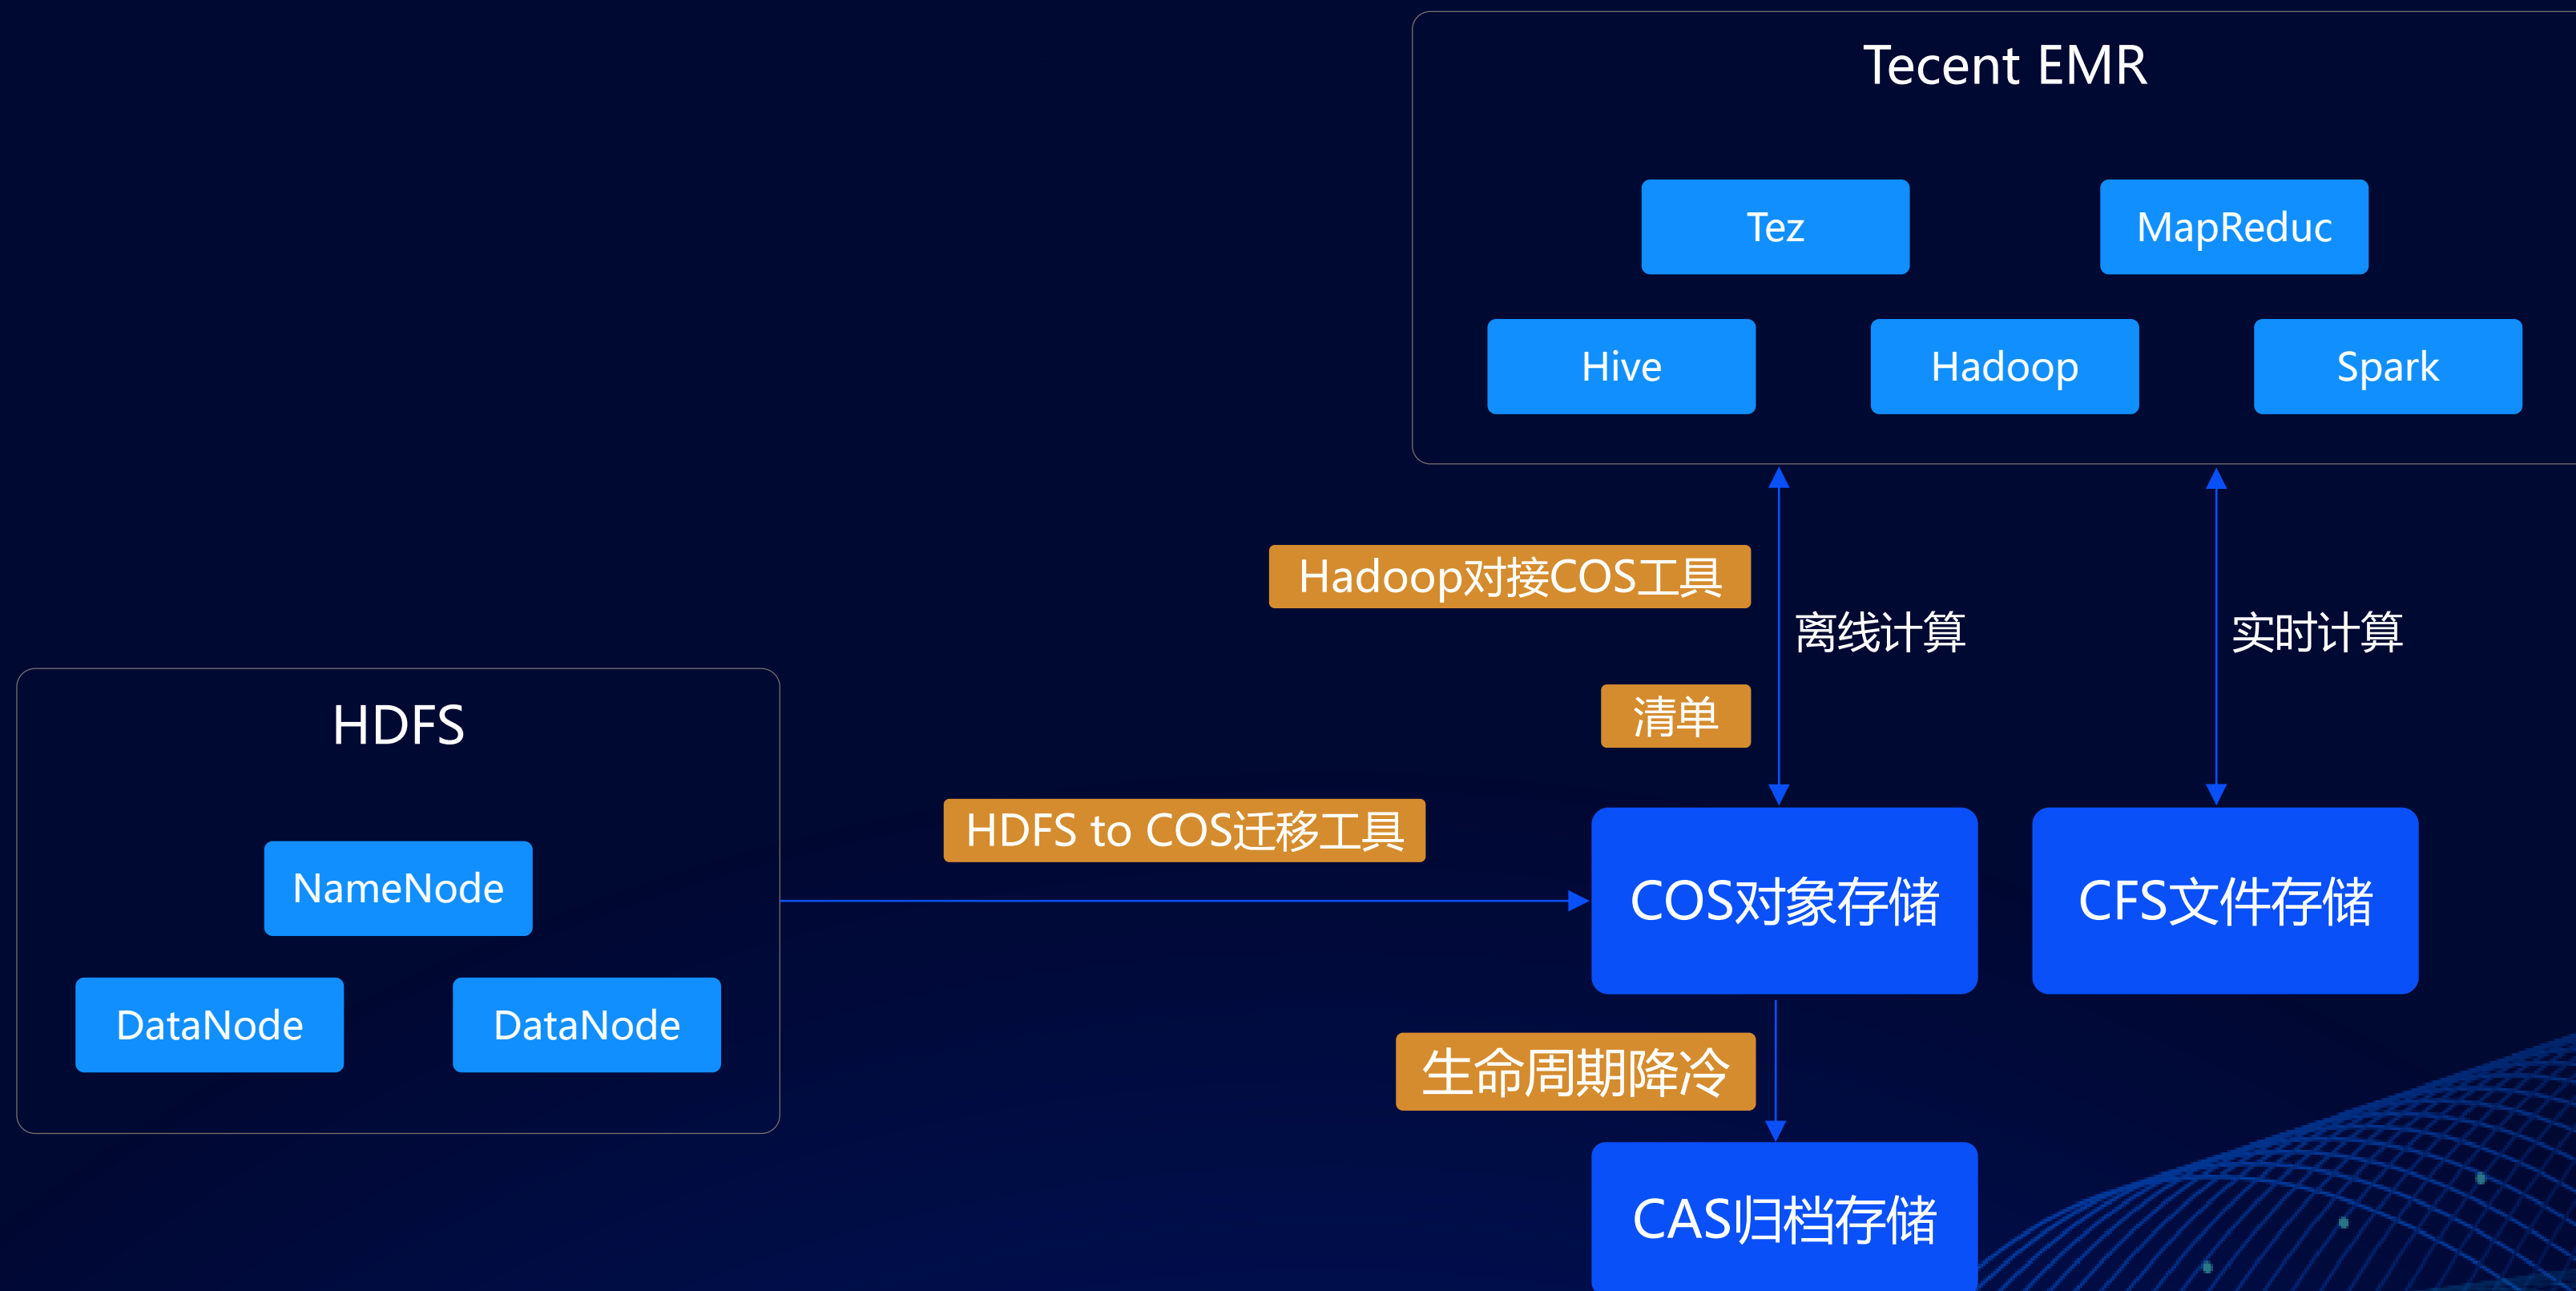 Tecent EMR
Tez
MapReduc
Hive
Hadoop
Spark
Hadoop对接COS工具
离线计算
实时计算
清单
HDFS
NameNode
DataNode
DataNode
HDFS to COS迁移工具
COS对象存储
CFS文件存储
生命周期降冷
CAS归档存储